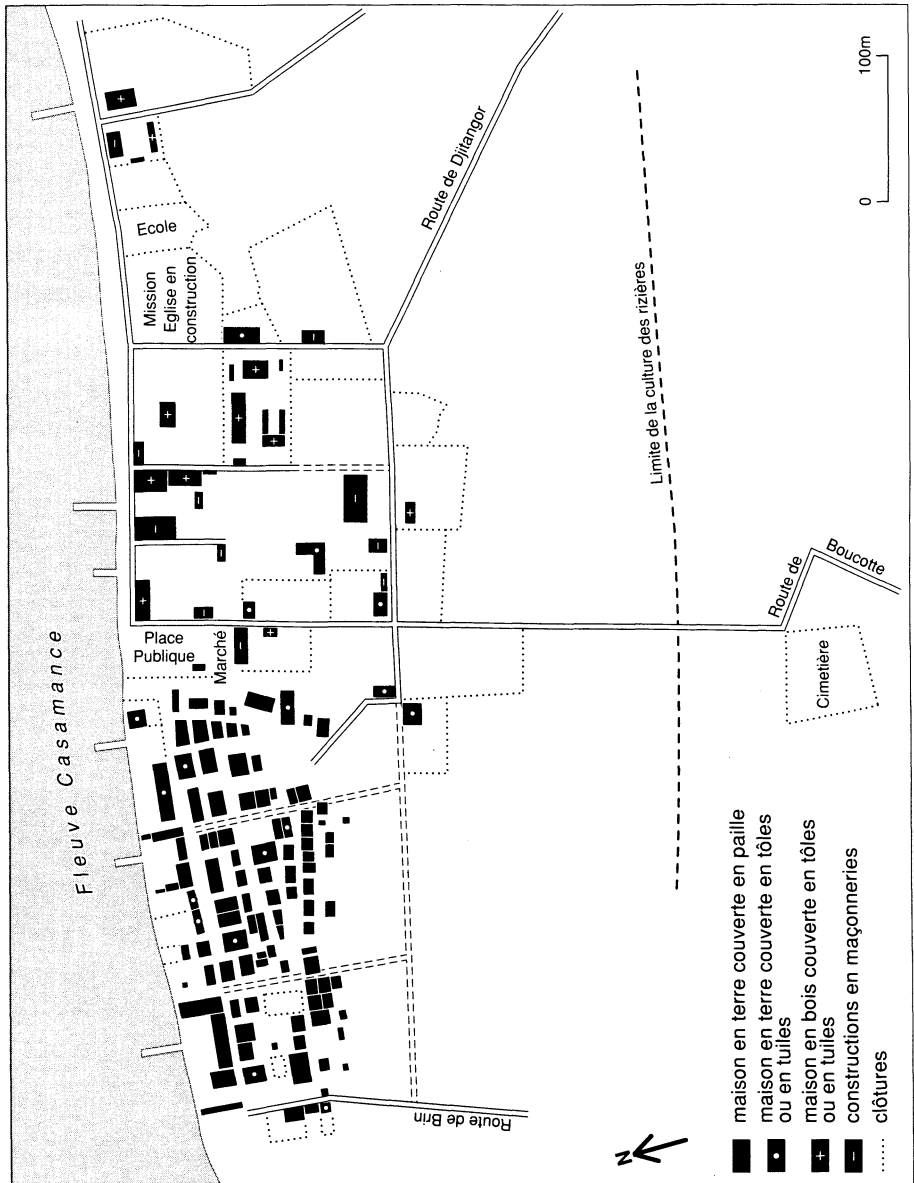 Fleuve Casamance
Ecole
Mission
Eglise en
construction
Route de Djitangor
100m
0
Limite de la culture des rizières
Place
Publique
Marché
Route de
Boucotte
Cimetière
Route de Brin
N
maison en terre couverte en paille
maison en terre couverte en tôles
ou en tuiles
maison en bois couverte en tôles
ou en tuiles
constructions en maçonneries
clôtures